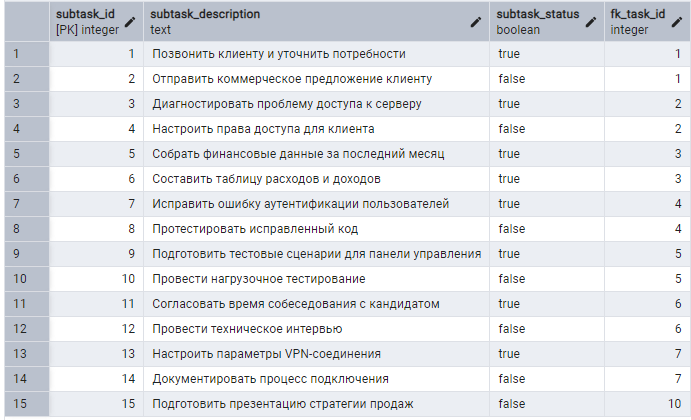 subtask_id subtask_description subtask_status fk_task_id
[PK] integer text boolean integer
1 1 Позвонить клиенту и уточнить потребности true 1
2 2 Отправить коммерческое предложение клиенту false 1
3 3 Диагностировать проблему доступа к серверу true 2
4 4 Настроить права доступа для клиента false 2
5 5 Собрать финансовые данные за последний месяц true 3
6 6 Составить таблицу расходов и доходов true 3
7 7 Исправить ошибку аутентификации пользователей true 4
8 8 Протестировать исправленный код false 4
9 9 Подготовить тестовые сценарии для панели управления true 5
10 10 Провести нагрузочное тестирование false 5
11 11 Согласовать время собеседования с кандидатом true 6
12 12 Провести техническое интервью false 6
13 13 Настроить параметры VPN-соединения true 7
14 14 Документировать процесс подключения false 7
15 15 Подготовить презентацию стратегии продаж false 10